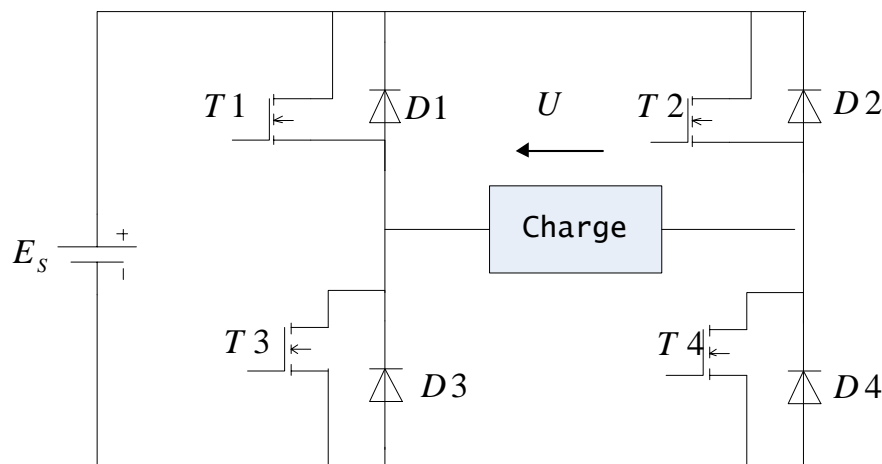 T1
D1
U
T2
D2
Charge
E_S
+
−
T3
D3
T4
D4